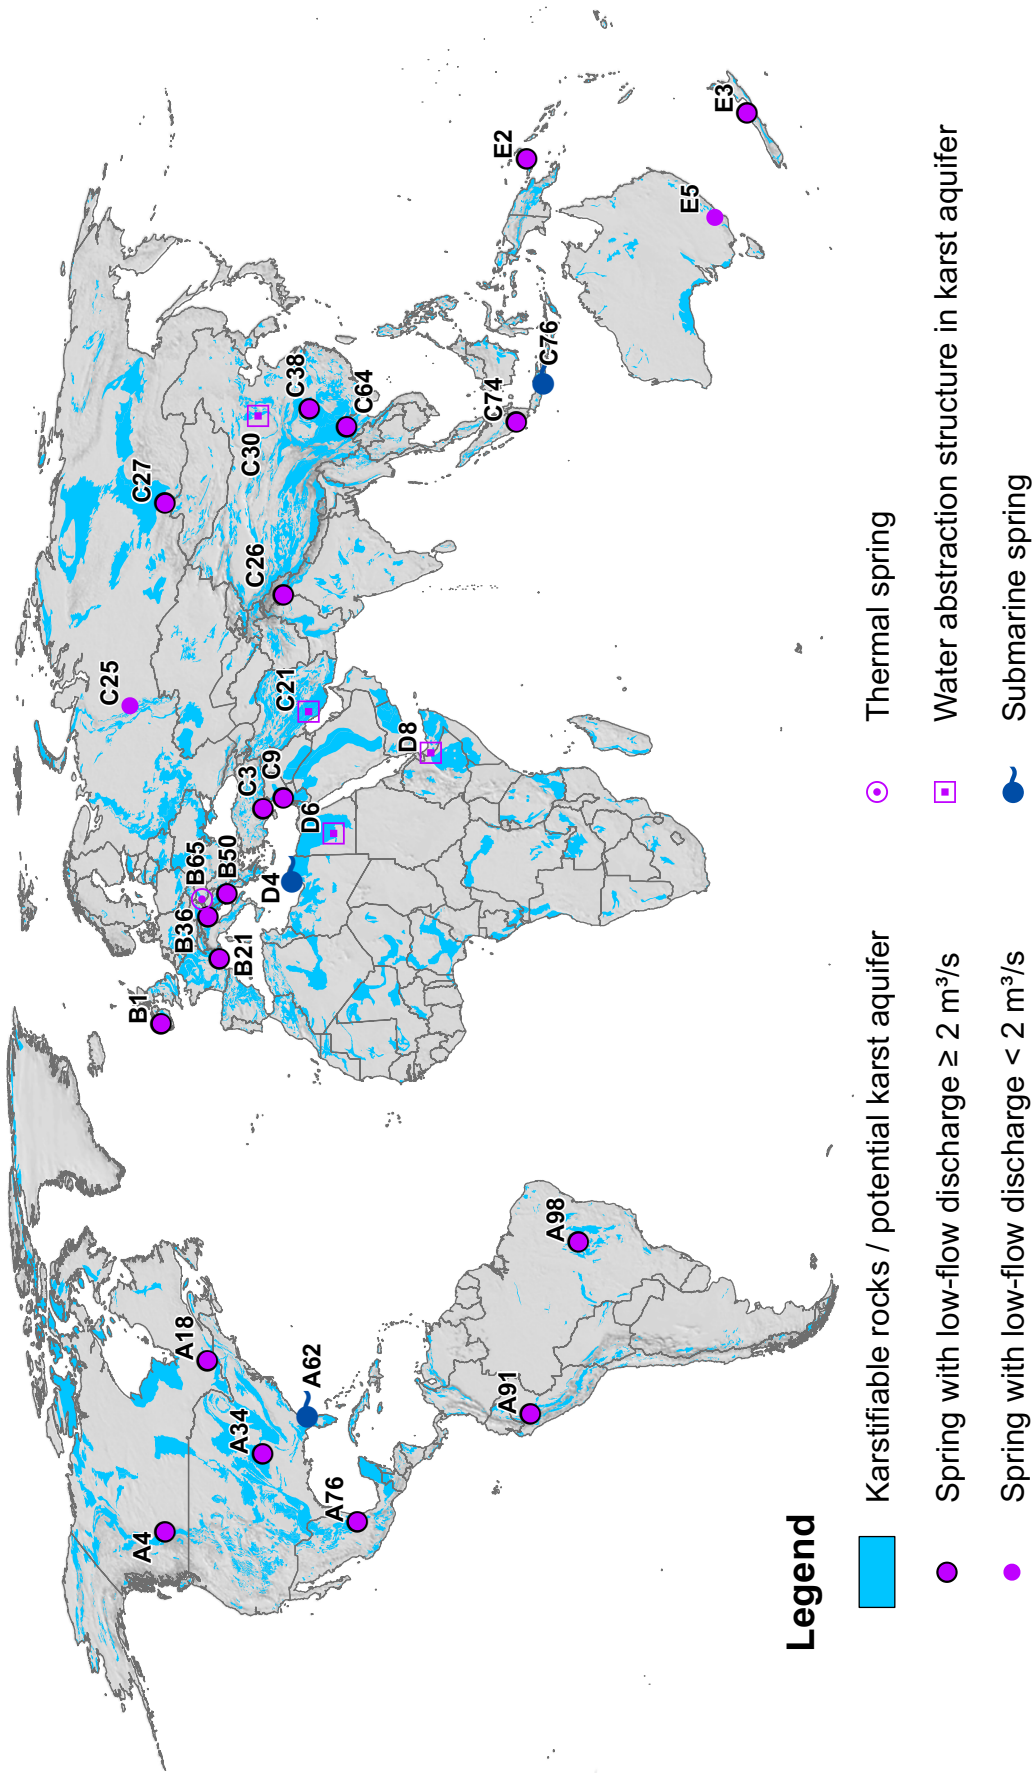 A4
A18
A34
A62
A76
A91
A98
B1
B36
B65
B50
B21
C3
C9
C25
C27
C26
C21
C30
C38
C64
C74
C76
D4
D6
D8
E2
E3
E5
Legend
Karstifiable rocks / potential karst aquifer
Spring with low-flow discharge ≥ 2 m³/s
Spring with low-flow discharge < 2 m³/s
Thermal spring
Water abstraction structure in karst aquifer
Submarine spring